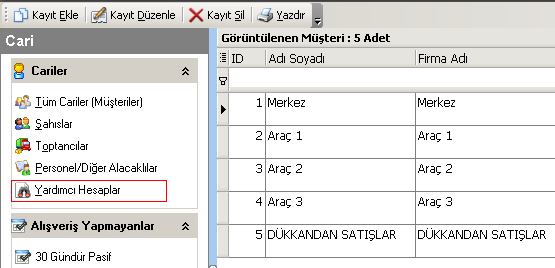 Kayıt Ekle Kayıt Düzenle Kayıt Sil Yazdır
Cari
Cariler
Tüm Cariler (Müşteriler)
Şahıslar
Toptancılar
Personel/Diğer Alacaklılar
Yardımcı Hesaplar
Alışveriş Yapmayanlar
30 Gündür Pasif
Görüntülenen Müşteri : 5 Adet
ID Adı Soyadı Firma Adı
1 Merkez Merkez
2 Araç 1 Araç 1
3 Araç 2 Araç 2
4 Araç 3 Araç 3
5 DÜKKANDAN SATIŞLAR DÜKKANDAN SATIŞLAR